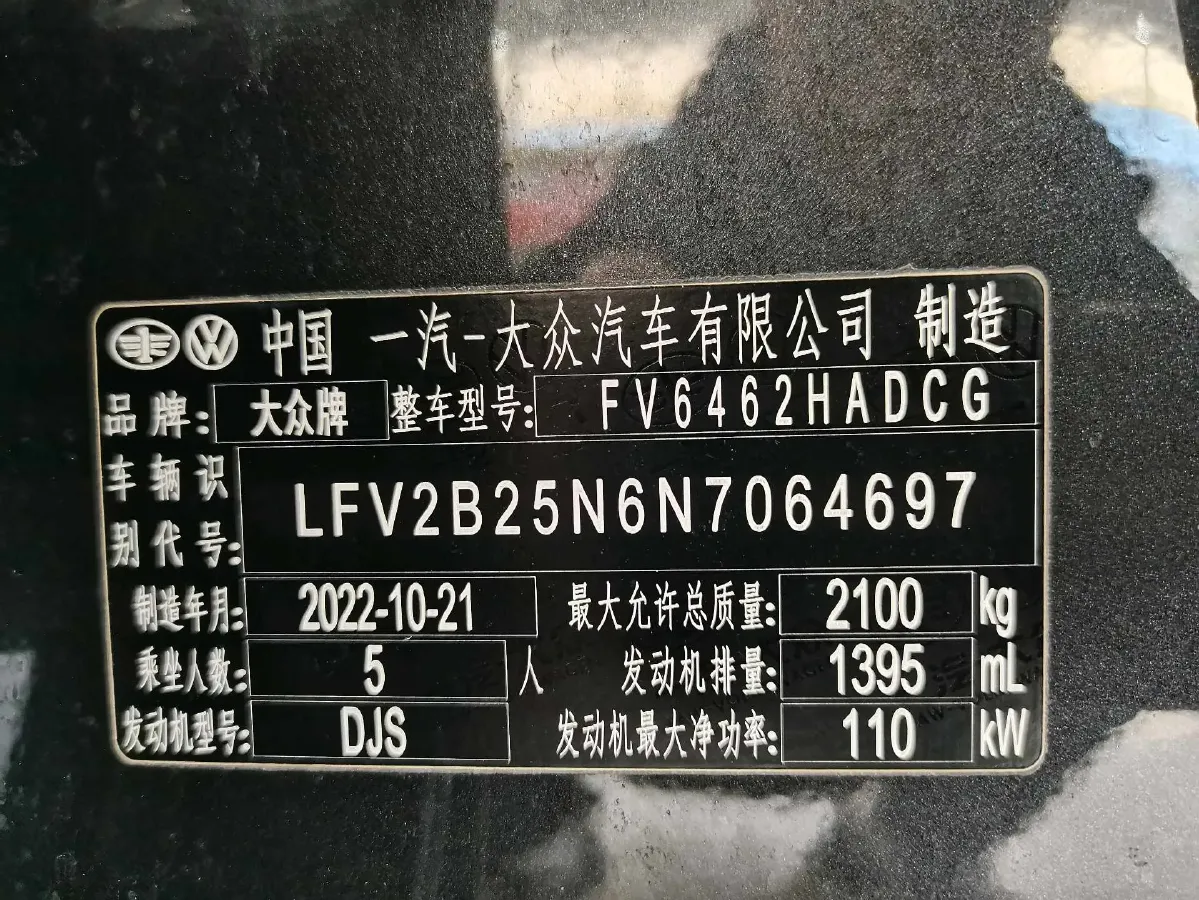 中国 一汽-大众汽车有限公司 制造
品牌: 大众牌 整车型号: FV6462HADCG
车辆识别代号: LFV2B25N6N7064697
制造年月: 2022-10-21 最大允许总质量: 2100 kg
乘坐人数: 5 人 发动机排量: 1395 mL
发动机型号: DJS 发动机最大净功率: 110 kW